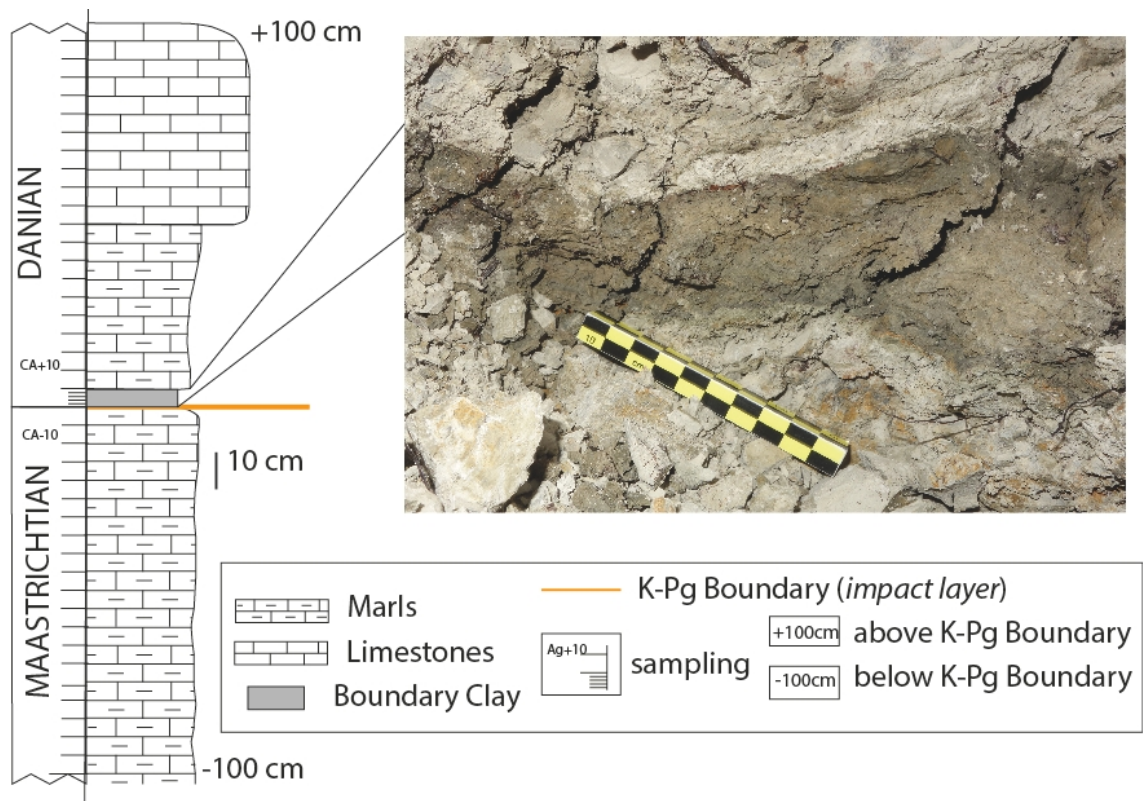 +100 cm
DANIAN
CA+10
CA-10
10 cm
MAASTRICHTIAN
-100 cm
10
cm
Marls
Limestones
Boundary Clay
K-Pg Boundary (impact layer)
Ag+10
sampling
+100cm
above K-Pg Boundary
-100cm
below K-Pg Boundary